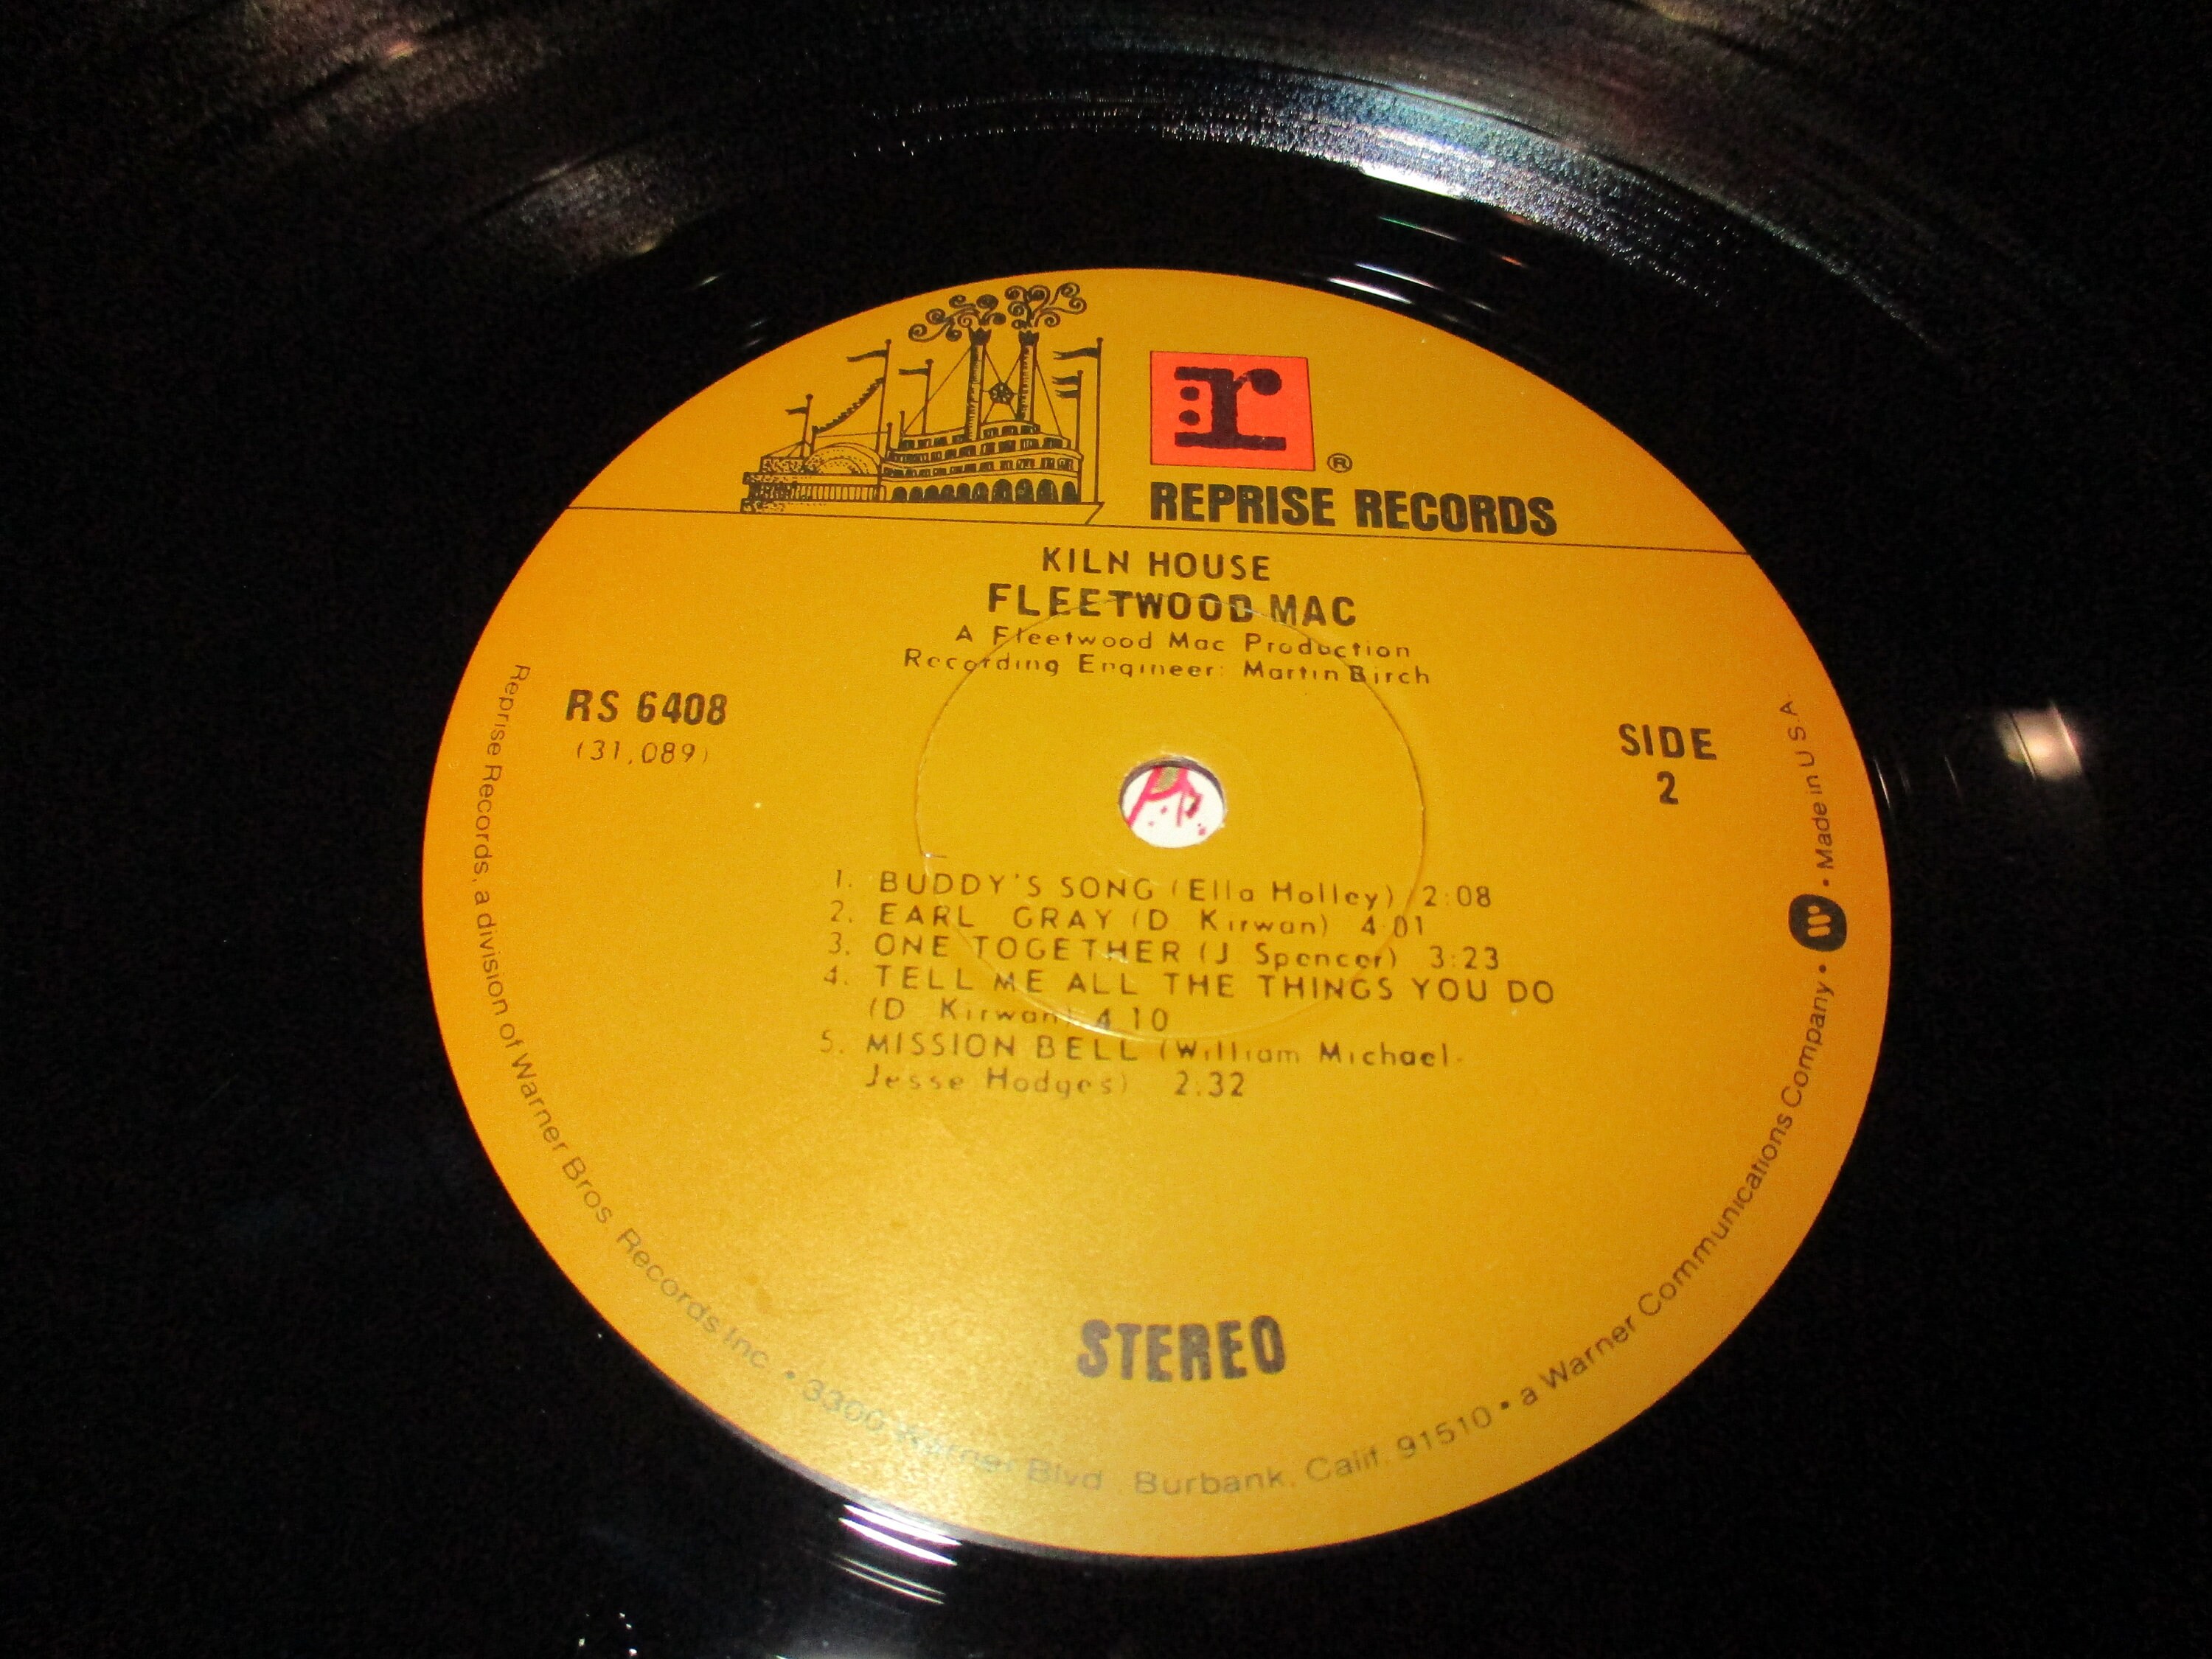 r
®
REPRISE RECORDS
KILN HOUSE
FLEETWOOD MAC
A Fleetwood Mac Production
Recording Engineer: Martin Birch
RS 6408
(31,089)
SIDE
2
1. BUDDY'S SONG (Ella Holley) 2:08
2. EARL GRAY (D Kirwan) 4 01
3. ONE TOGETHER (J Spencer) 3:23
4. TELL ME ALL THE THINGS YOU DO
(D Kirwan) 4 10
5. MISSION BELL (William Michael-
Jesse Hodges) 2:32
STEREO
Reprise Records, a division of Warner Bros. Records Inc. • 3300 Warner Blvd., Burbank, Calif. 91510 • a Warner Communications Company • W • Made in U.S.A.